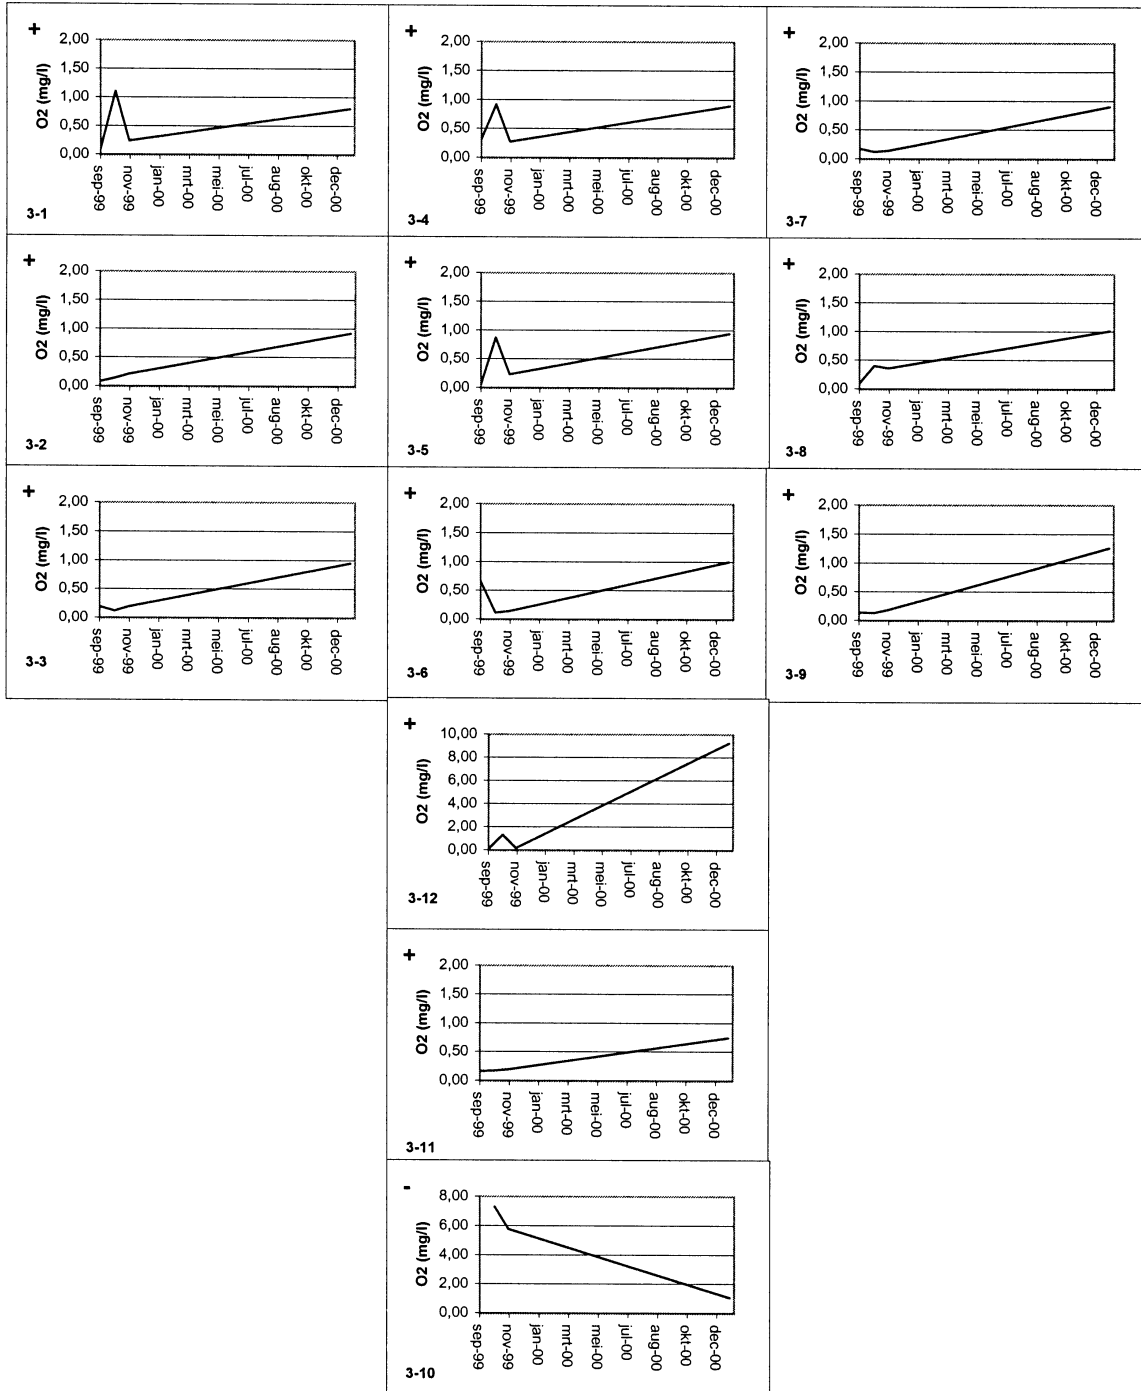 +
2,00
1,50
1,00
0,50
0,00
O2 (mg/l)
sep-99
nov-99
jan-00
mrt-00
mei-00
jul-00
aug-00
okt-00
dec-00
3-1
+
2,00
1,50
1,00
0,50
0,00
O2 (mg/l)
sep-99
nov-99
jan-00
mrt-00
mei-00
jul-00
aug-00
okt-00
dec-00
3-4
+
2,00
1,50
1,00
0,50
0,00
O2 (mg/l)
sep-99
nov-99
jan-00
mrt-00
mei-00
jul-00
aug-00
okt-00
dec-00
3-7
+
2,00
1,50
1,00
0,50
0,00
O2 (mg/l)
sep-99
nov-99
jan-00
mrt-00
mei-00
jul-00
aug-00
okt-00
dec-00
3-2
+
2,00
1,50
1,00
0,50
0,00
O2 (mg/l)
sep-99
nov-99
jan-00
mrt-00
mei-00
jul-00
aug-00
okt-00
dec-00
3-5
+
2,00
1,50
1,00
0,50
0,00
O2 (mg/l)
sep-99
nov-99
jan-00
mrt-00
mei-00
jul-00
aug-00
okt-00
dec-00
3-8
+
2,00
1,50
1,00
0,50
0,00
O2 (mg/l)
sep-99
nov-99
jan-00
mrt-00
mei-00
jul-00
aug-00
okt-00
dec-00
3-3
+
2,00
1,50
1,00
0,50
0,00
O2 (mg/l)
sep-99
nov-99
jan-00
mrt-00
mei-00
jul-00
aug-00
okt-00
dec-00
3-6
+
2,00
1,50
1,00
0,50
0,00
O2 (mg/l)
sep-99
nov-99
jan-00
mrt-00
mei-00
jul-00
aug-00
okt-00
dec-00
3-9
+
10,00
8,00
6,00
4,00
2,00
0,00
O2 (mg/l)
sep-99
nov-99
jan-00
mrt-00
mei-00
jul-00
aug-00
okt-00
dec-00
3-12
+
2,00
1,50
1,00
0,50
0,00
O2 (mg/l)
sep-99
nov-99
jan-00
mrt-00
mei-00
jul-00
aug-00
okt-00
dec-00
3-11
-
8,00
6,00
4,00
2,00
0,00
O2 (mg/l)
sep-99
nov-99
jan-00
mrt-00
mei-00
jul-00
aug-00
okt-00
dec-00
3-10